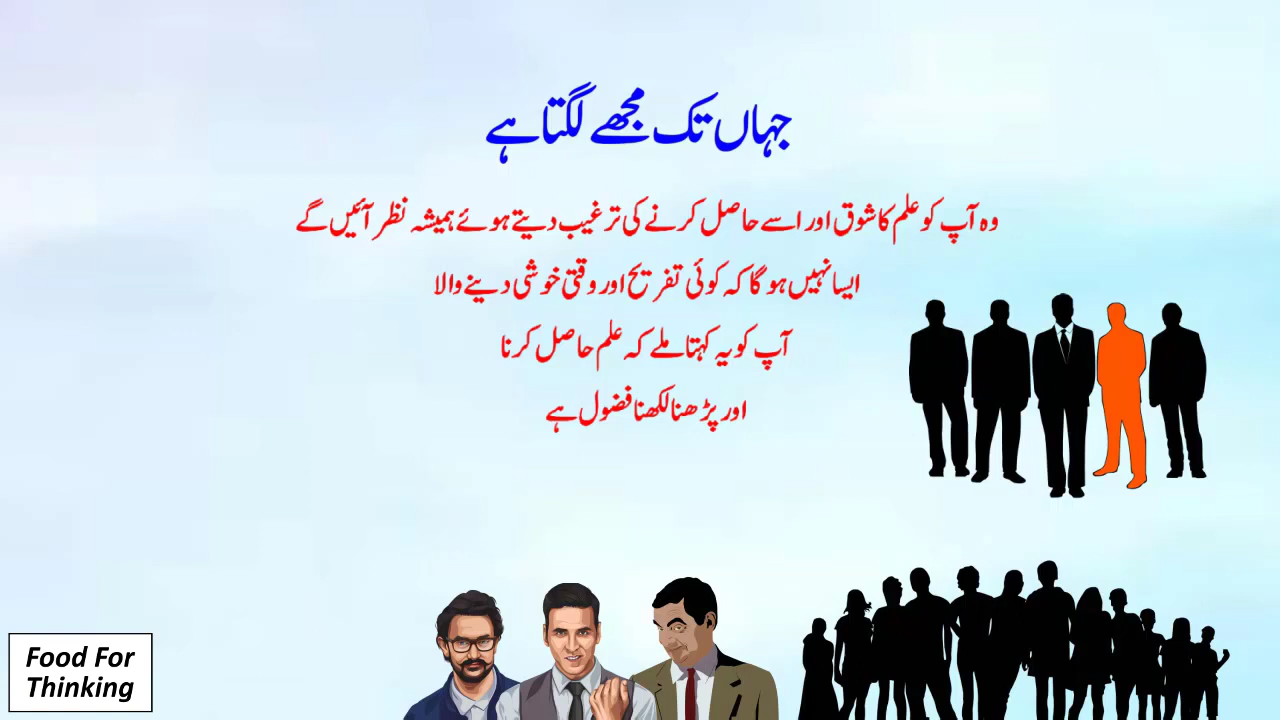 جہاں تک مجھے لگتا ہے
وہ آپ کو علم کا شوق اور اسے حاصل کرنے کی ترغیب دیتے ہوئے ہمیشہ نظر آئیں گے
ایسا نہیں ہو گا کہ کوئی تفریح اور وقتی خوشی دینے والا
آپ کو یہ کہتا ملے کہ علم حاصل کرنا
اور پڑھنا لکھنا فضول ہے
Food For
Thinking